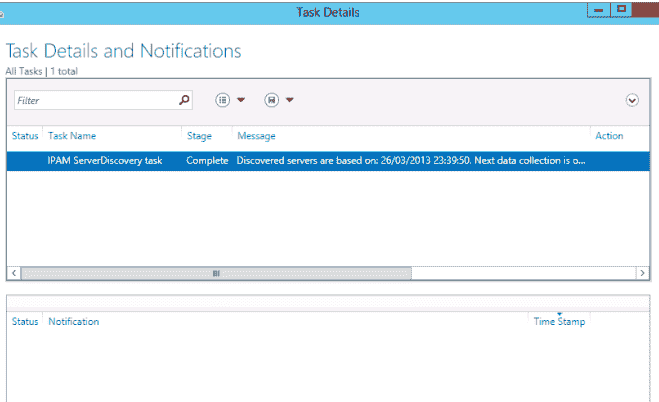 Task Details
Task Details and Notifications
All Tasks | 1 total
Filter
Status Task Name Stage Message Action
IPAM ServerDiscovery task Complete Discovered servers are based on: 26/03/2013 23:39:50. Next data collection is o...
Status Notification Time Stamp